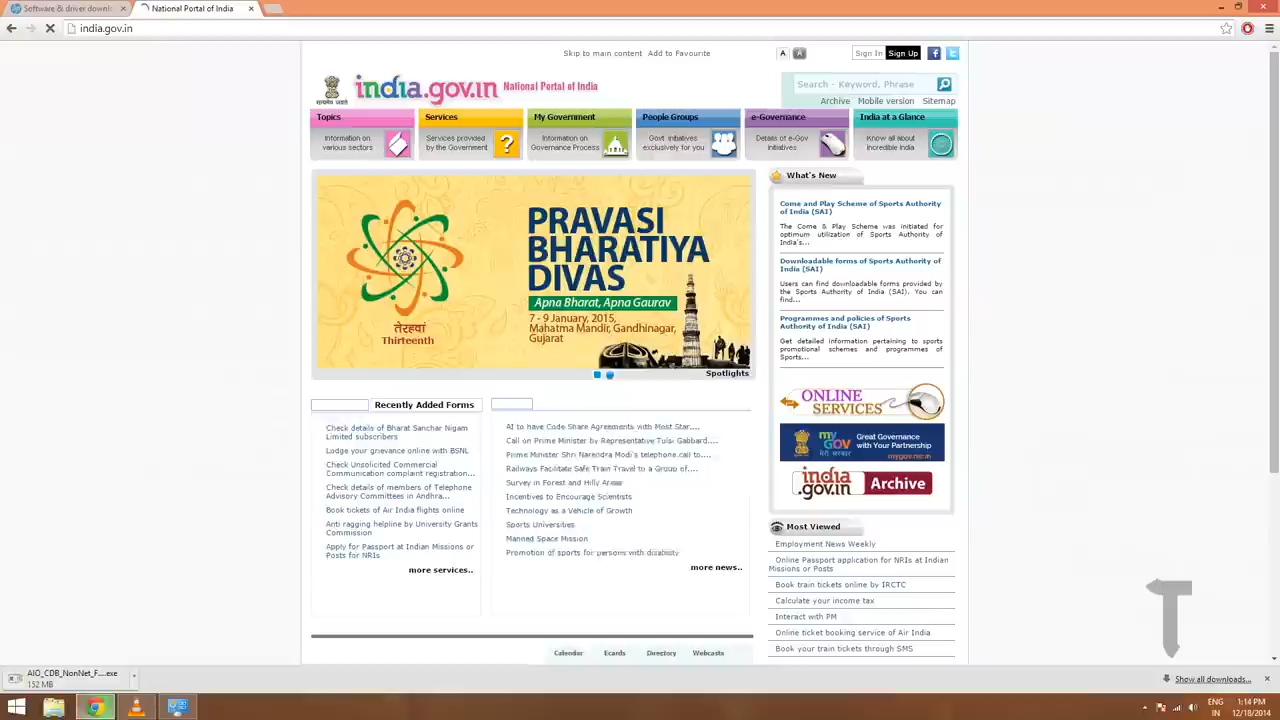 Software & driver downl
National Portal of India
india.gov.in
Skip to main content Add to Favourite
A A
Sign In Sign Up
सत्यमेव जयते
india.gov.in National Portal of India
Search - Keyword, Phrase
Archive Mobile version Sitemap
Topics
Information on
various sectors
Services
Services provided
by the Government
My Government
Information on
Governance Process
People Groups
Govt initiatives
exclusively for you
e-Governance
Details of e-Gov
initiatives
India at a Glance
Know all about
Incredible India
तेरहवां
Thirteenth
PRAVASI
BHARATIYA
DIVAS
Apna Bharat, Apna Gaurav
7 - 9 January, 2015,
Mahatma Mandir, Gandhinagar,
Gujarat
Spotlights
What's New
Come and Play Scheme of Sports Authority
of India (SAI)
The Come & Play Scheme was initiated for
optimum utilization of Sports Authority of
India's...
Downloadable forms of Sports Authority of
India (SAI)
Users can find downloadable forms provided by
the Sports Authority of India (SAI). You can
find...
Programmes and policies of Sports
Authority of India (SAI)
Get detailed information pertaining to sports
promotional schemes and programmes of
Sports...
ONLINE
SERVICES
my
GOV
मेरी सरकार
Great Governance
with Your Partnership
mygov.nic.in
india
.gov.in
Archive
Recently Added Forms
Check details of Bharat Sanchar Nigam
Limited subscribers
Lodge your grievance online with BSNL
Check Unsolicited Commercial
Communication complaint registration...
Check details of members of Telephone
Advisory Committees in Andhra...
Book tickets of Air India flights online
Anti ragging helpline by University Grants
Commission
Apply for Passport at Indian Missions or
Posts for NRIs
more services..
AI to have Code Share Agreements with Most Star....
Call on Prime Minister by Representative Tulsi Gabbard....
Prime Minister Shri Narendra Modi's telephone call to....
Railways Facilitate Safe Train Travel to a Group of....
Survey in Forest and Hilly Areas
Incentives to Encourage Scientists
Technology as a Vehicle of Growth
Sports Universities
Manned Space Mission
Promotion of sports for persons with disability
more news..
Most Viewed
Employment News Weekly
Online Passport application for NRIs at Indian
Missions or Posts
Book train tickets online by IRCTC
Calculate your income tax
Interact with PM
Online ticket booking service of Air India
Book your train tickets through SMS
Calendar Ecards Directory Webcasts
AIO_CDB_NonNet_F....exe
152 MB
Show all downloads...
ENG
IN
1:14 PM
12/18/2014